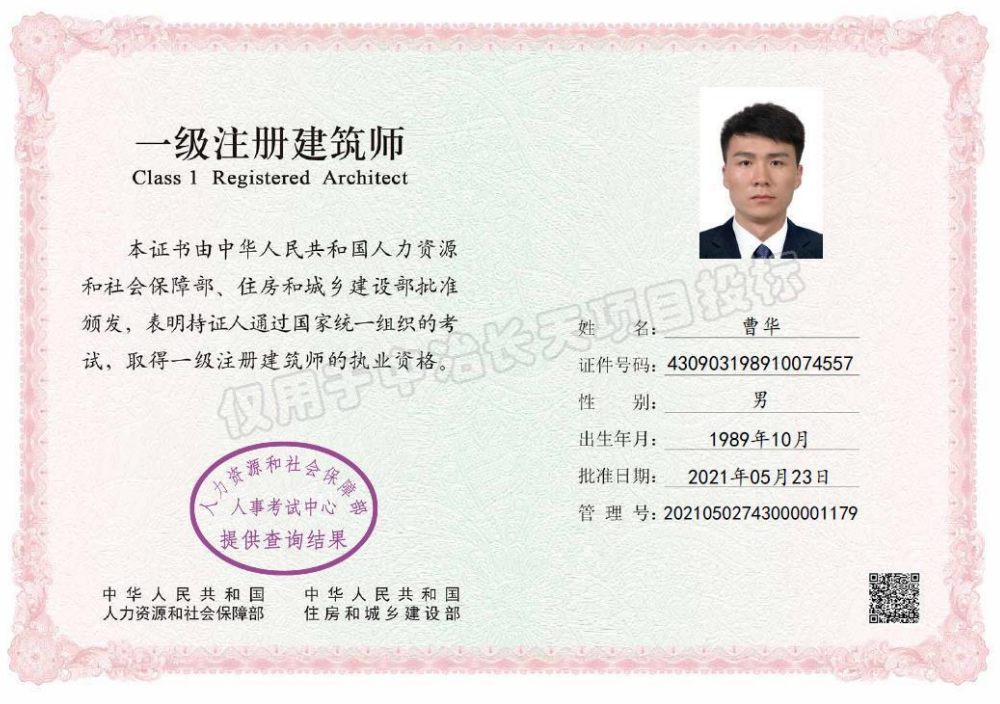 一级注册建筑师
Class 1 Registered Architect
本证书由中华人民共和国人力资源
和社会保障部、住房和城乡建设部批准
颁发，表明持证人通过国家统一组织的考
试，取得一级注册建筑师的执业资格。
人力资源和社会保障部
人事考试中心
提供查询结果
中华人民共和国
人力资源和社会保障部
中华人民共和国
住房和城乡建设部
姓 名：曹华
证件号码：430903198910074557
性 别：男
出生年月：1989年10月
批准日期：2021年05月23日
管 理 号：20210502743000001179
仅用于中冶长天项目投标